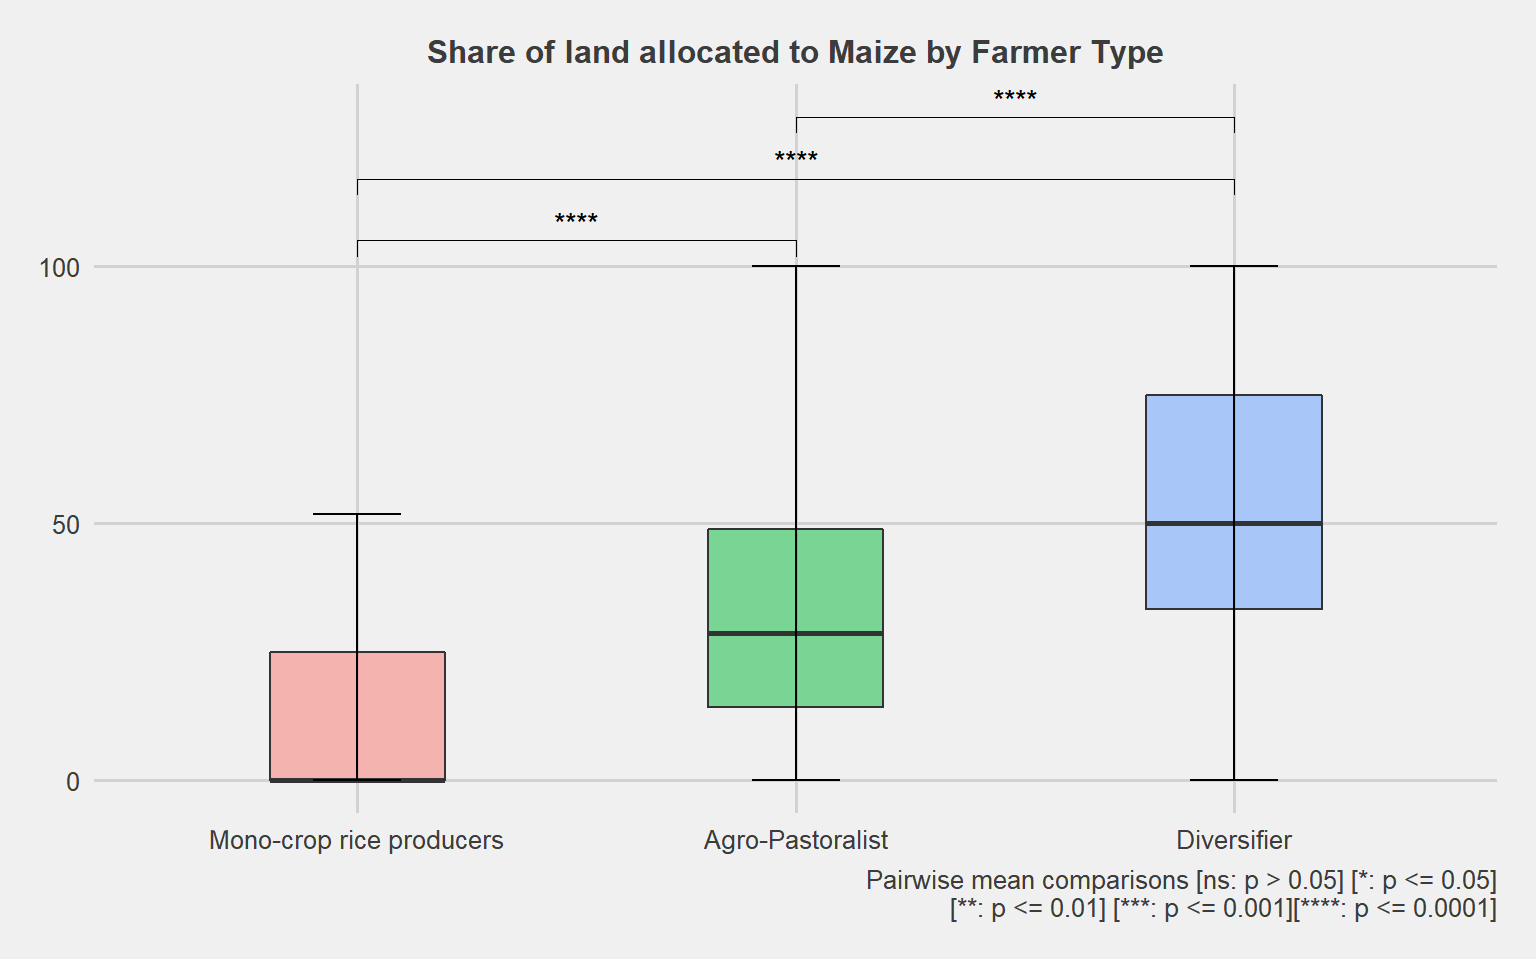 Share of land allocated to Maize by Farmer Type
****
****
****
100
50
0
Mono-crop rice producers
Agro-Pastoralist
Diversifier
Pairwise mean comparisons [ns: p > 0.05] [*: p <= 0.05]
[**: p <= 0.01] [***: p <= 0.001][****: p <= 0.0001]